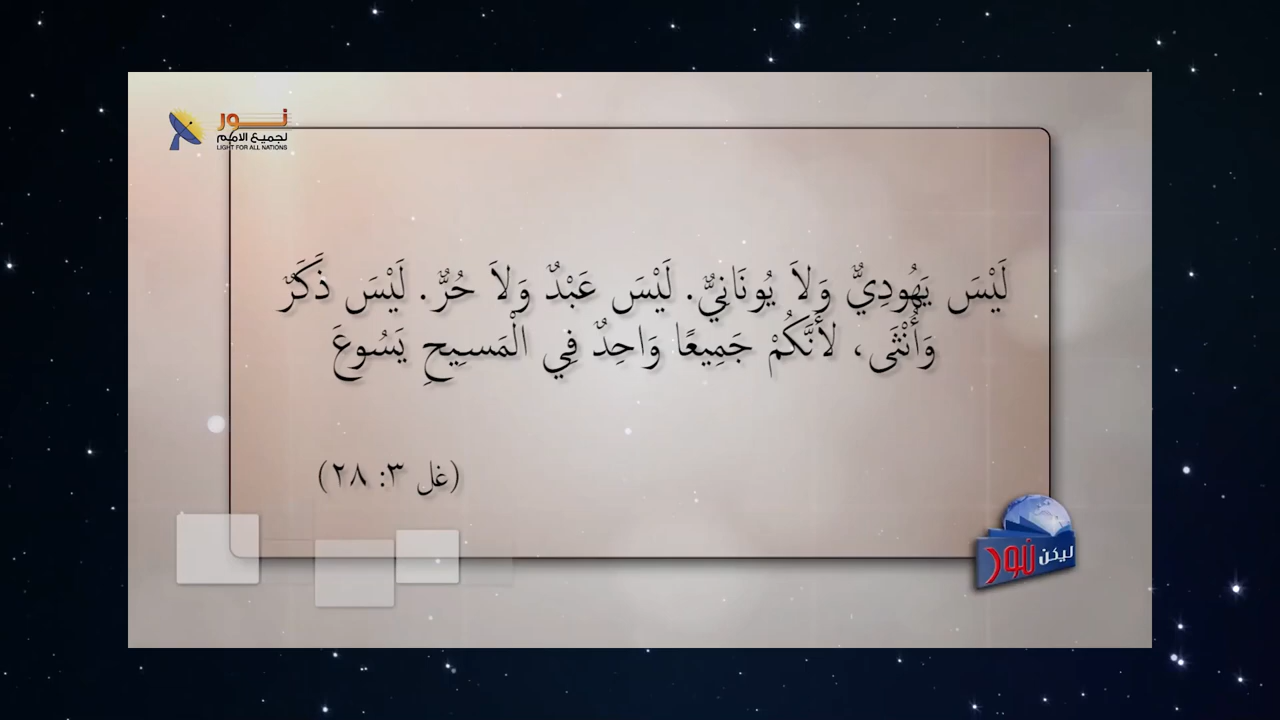 نور
لجميع الامم
LIGHT FOR ALL NATIONS
لَيْسَ يَهُودِيٌّ وَلاَ يُونَانِيٌّ. لَيْسَ عَبْدٌ وَلاَ حُرٌّ. لَيْسَ ذَكَرٌ
وَأُنْثَى، لأَنَّكُمْ جَمِيعًا وَاحِدٌ فِي الْمَسِيحِ يَسُوعَ
(غل ٣: ٢٨)
ليكن نور